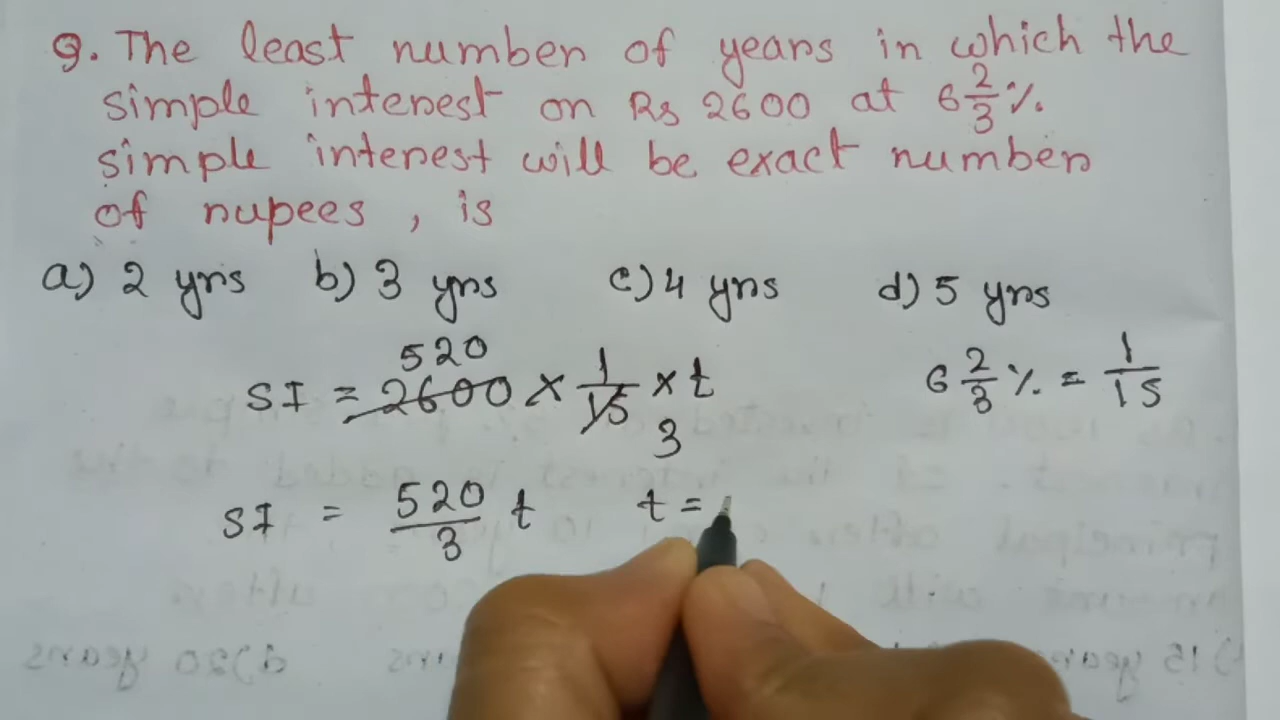 9. The least number of years in which the
simple interest on Rs 2600 at 6 2/3 %
simple interest will be exact number
of rupees, is
a) 2 yrs b) 3 yrs c) 4 yrs d) 5 yrs
520
SI = 2600 × 1/15 × t 6 2/3 % = 1/15
3
SI = 520/3 t t =